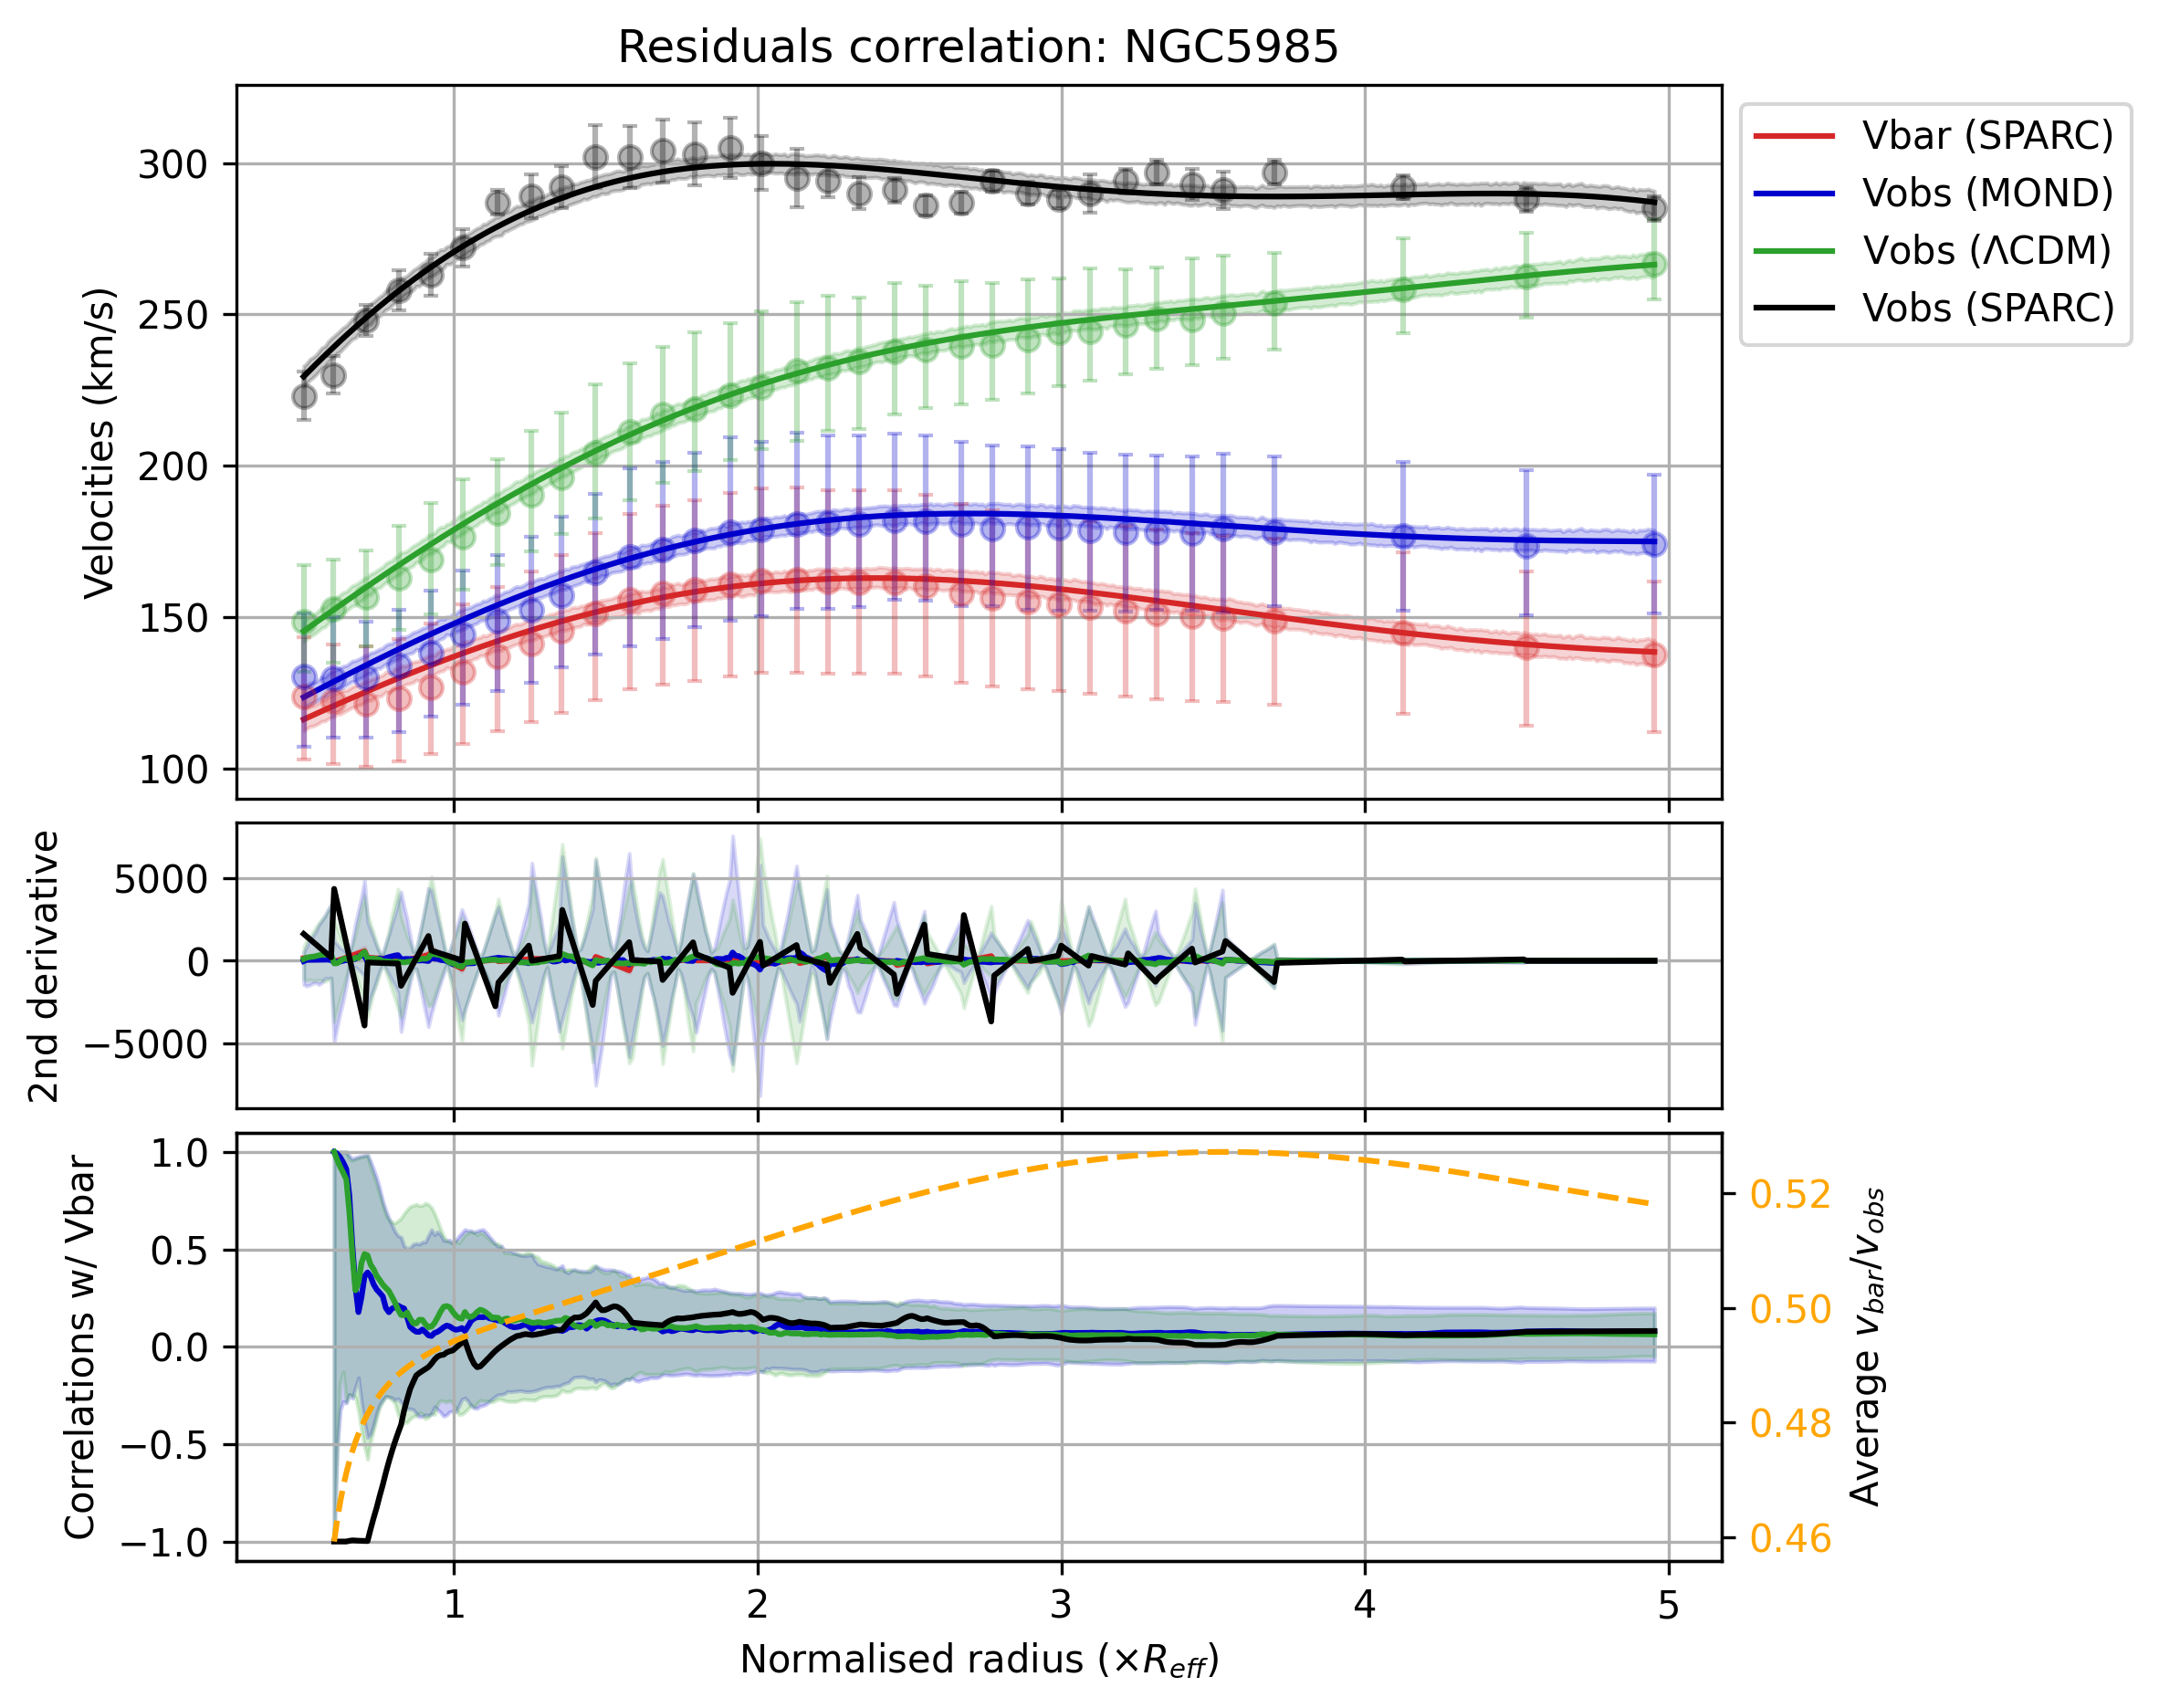 Residuals correlation: NGC5985
Velocities (km/s)
300
250
200
150
100
Vbar (SPARC)
Vobs (MOND)
Vobs (ΛCDM)
Vobs (SPARC)
2nd derivative
5000
0
−5000
Correlations w/ Vbar
1.0
0.5
0.0
−0.5
−1.0
0.52
0.50
0.48
0.46
Average v_bar/v_obs
1 2 3 4 5
Normalised radius (×R_eff)